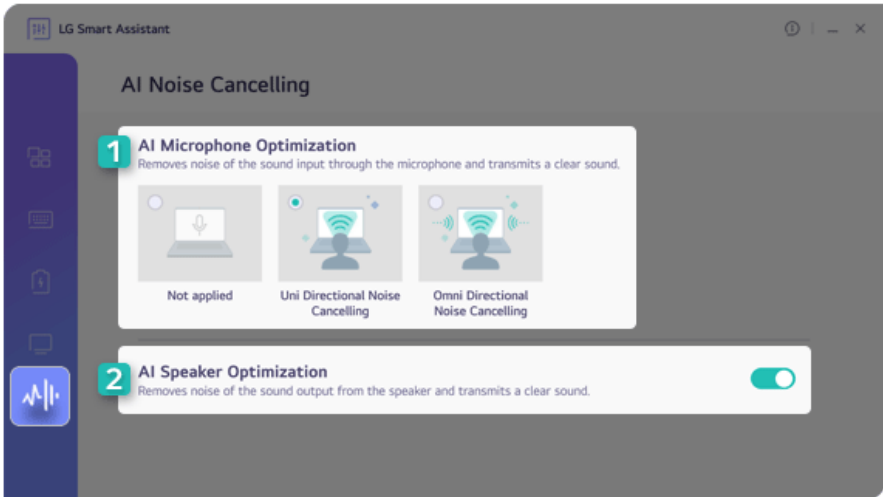 LG Smart Assistant
AI Noise Cancelling
1
AI Microphone Optimization
Removes noise of the sound input through the microphone and transmits a clear sound.
Not applied
Uni Directional Noise
Cancelling
Omni Directional
Noise Cancelling
2
AI Speaker Optimization
Removes noise of the sound output from the speaker and transmits a clear sound.